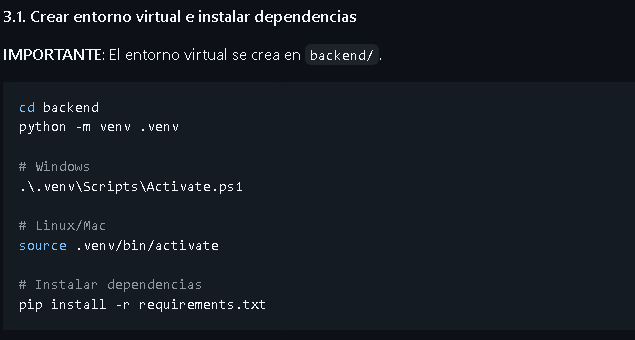 3.1. Crear entorno virtual e instalar dependencias
IMPORTANTE: El entorno virtual se crea en backend/.
cd backend
python -m venv .venv
# Windows
.\.venv\Scripts\Activate.ps1
# Linux/Mac
source .venv/bin/activate
# Instalar dependencias
pip install -r requirements.txt